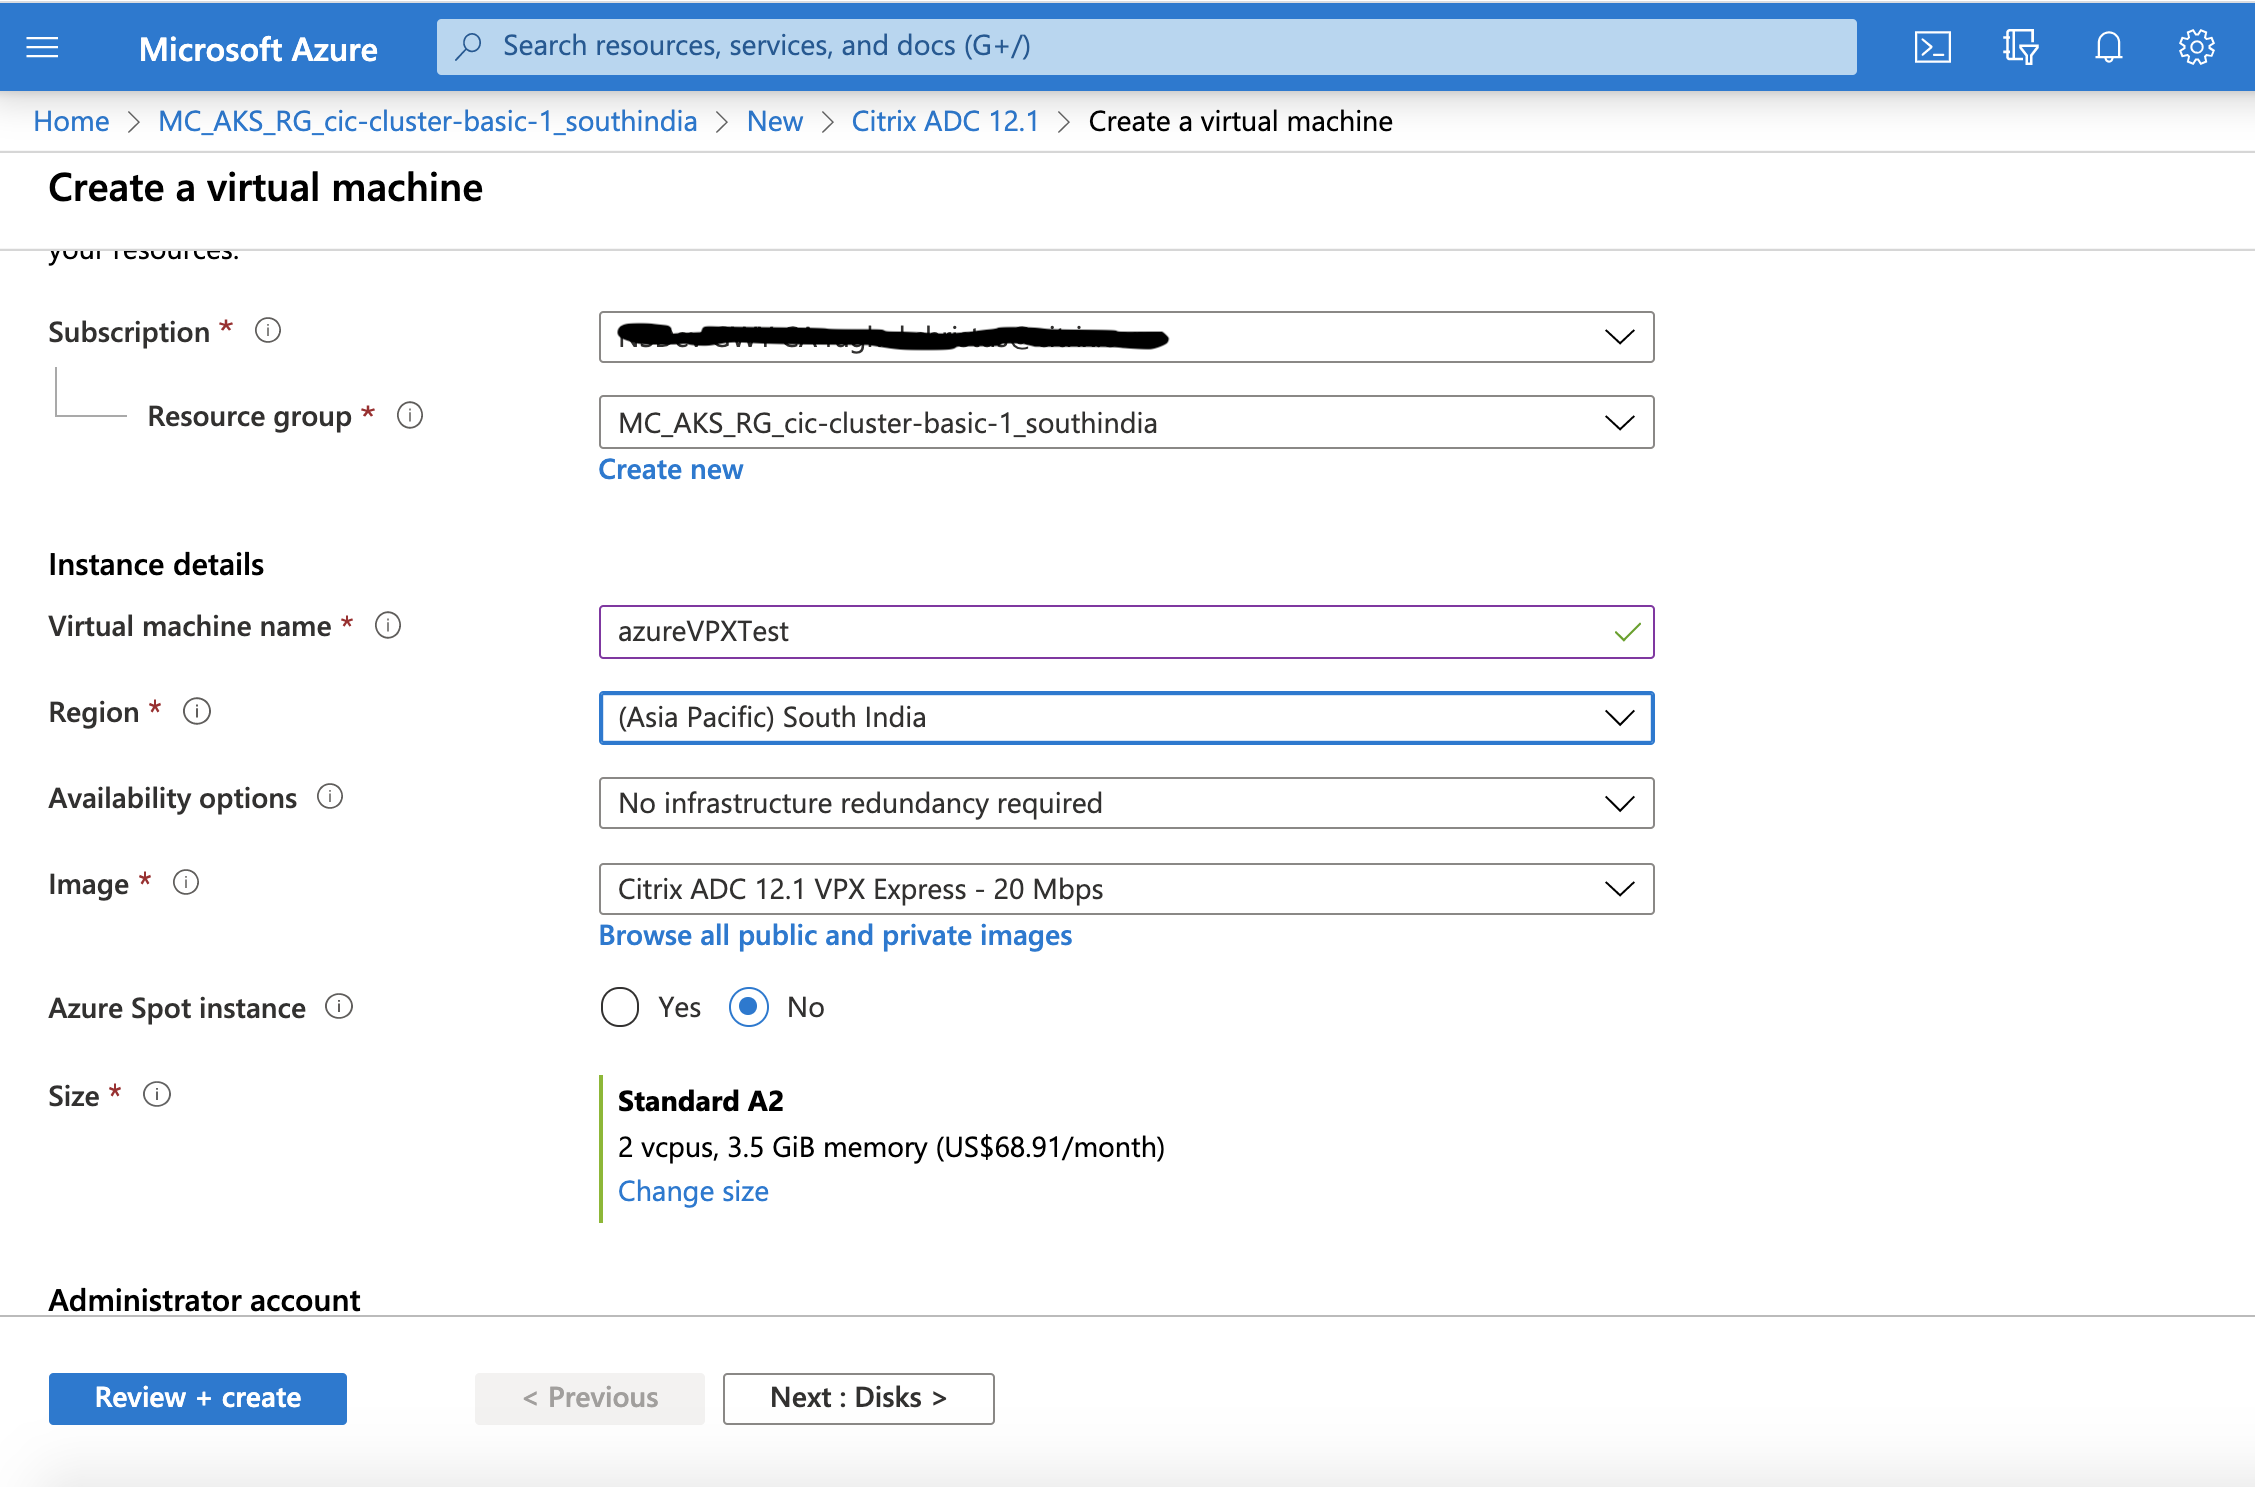 Microsoft Azure
Search resources, services, and docs (G+/)
Home > MC_AKS_RG_cic-cluster-basic-1_southindia > New > Citrix ADC 12.1 > Create a virtual machine
Create a virtual machine
your resources.
Subscription *
Resource group *
MC_AKS_RG_cic-cluster-basic-1_southindia
Create new
Instance details
Virtual machine name *
azureVPXTest
Region *
(Asia Pacific) South India
Availability options
No infrastructure redundancy required
Image *
Citrix ADC 12.1 VPX Express - 20 Mbps
Browse all public and private images
Azure Spot instance
Yes No
Size *
Standard A2
2 vcpus, 3.5 GiB memory (US$68.91/month)
Change size
Administrator account
Review + create
< Previous
Next : Disks >